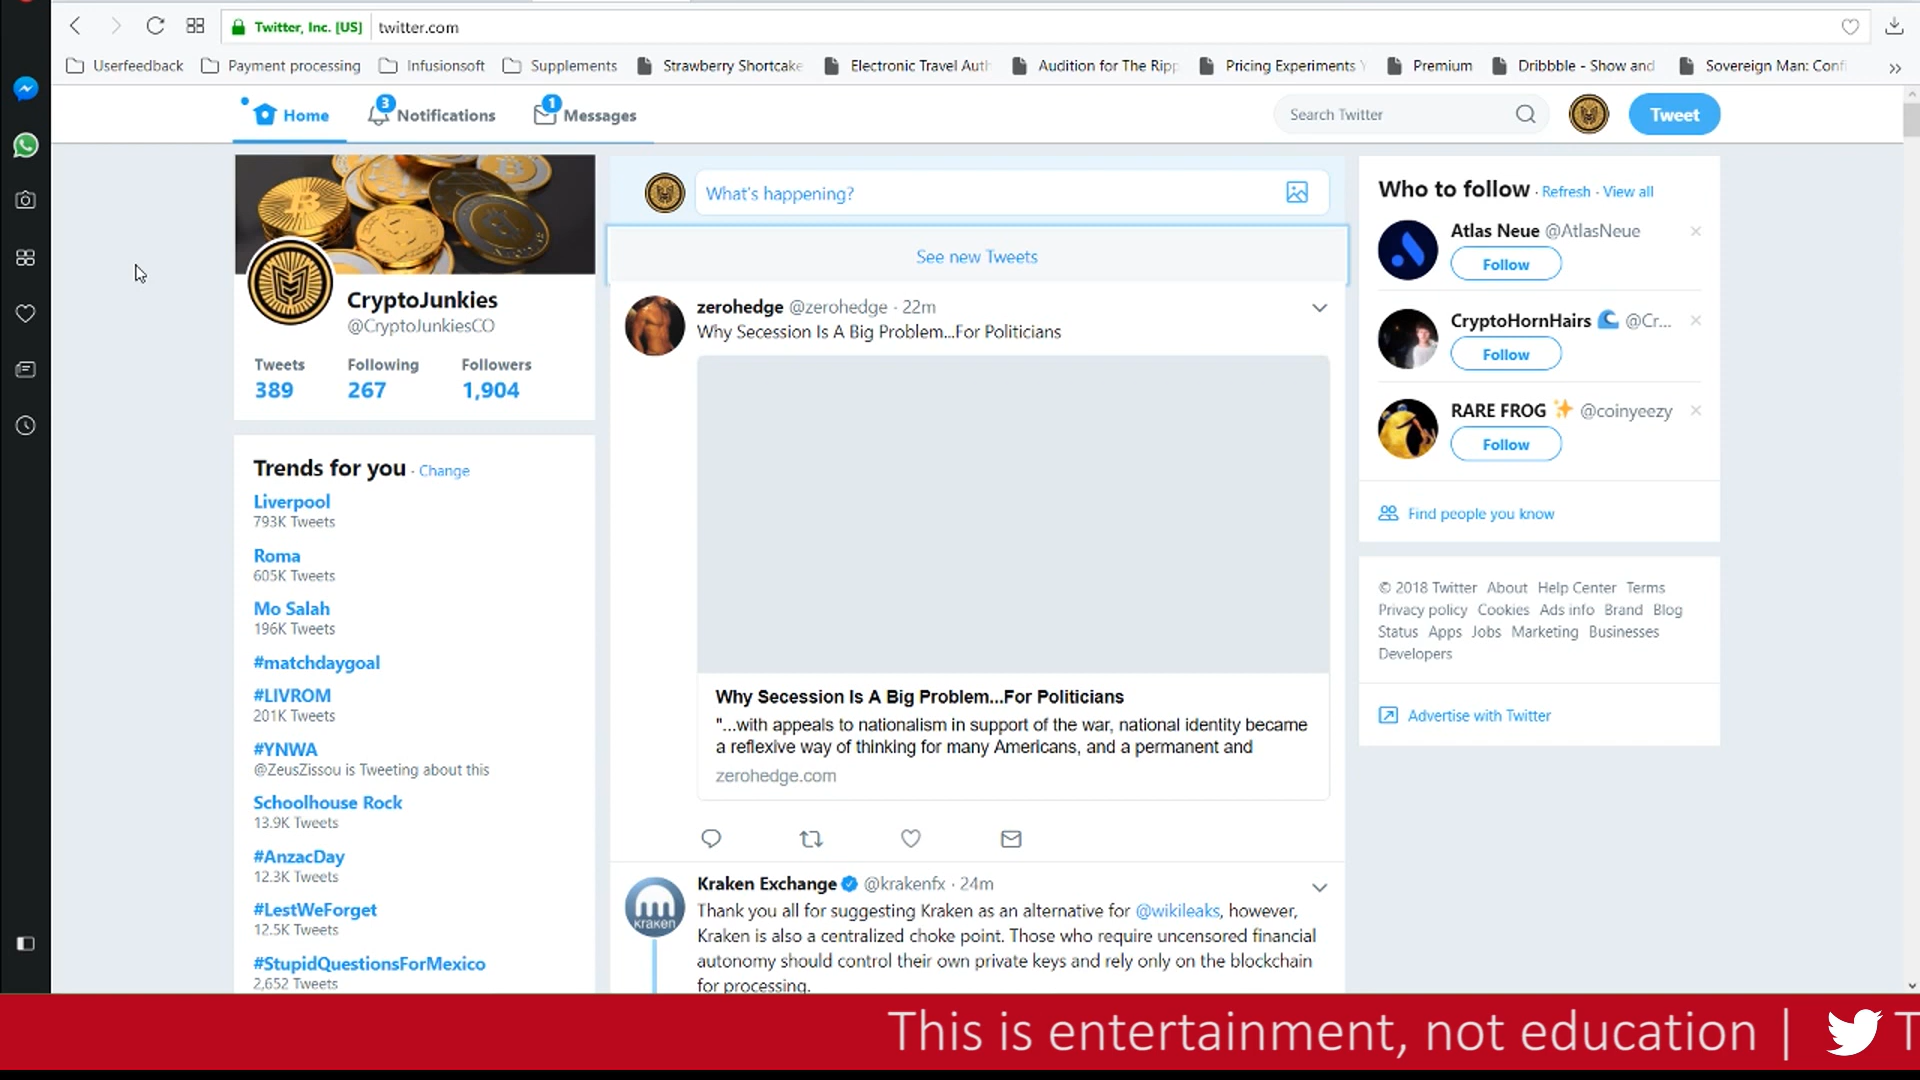 Twitter, Inc. [US] twitter.com
Userfeedback Payment processing Infusionsoft Supplements Strawberry Shortcake Electronic Travel Auth Audition for The Ripp Pricing Experiments Premium Dribbble - Show and Sovereign Man: Conf
Home 3 Notifications 1 Messages Search Twitter Tweet
CryptoJunkies
@CryptoJunkiesCO
Tweets Following Followers
389 267 1,904
Trends for you · Change
Liverpool
793K Tweets
Roma
605K Tweets
Mo Salah
196K Tweets
#matchdaygoal
#LIVROM
201K Tweets
#YNWA
@ZeusZissou is Tweeting about this
Schoolhouse Rock
13.9K Tweets
#AnzacDay
12.3K Tweets
#LestWeForget
12.5K Tweets
#StupidQuestionsForMexico
2,652 Tweets
What's happening?
See new Tweets
zerohedge @zerohedge · 22m
Why Secession Is A Big Problem...For Politicians
Why Secession Is A Big Problem...For Politicians
"...with appeals to nationalism in support of the war, national identity became
a reflexive way of thinking for many Americans, and a permanent and
zerohedge.com
Kraken Exchange @krakenfx · 24m
kraken
Thank you all for suggesting Kraken as an alternative for @wikileaks, however,
Kraken is also a centralized choke point. Those who require uncensored financial
autonomy should control their own private keys and rely only on the blockchain
for processing.
Who to follow · Refresh · View all
Atlas Neue @AtlasNeue
Follow
CryptoHornHairs @Cr...
Follow
RARE FROG @coinyeezy
Follow
Find people you know
© 2018 Twitter About Help Center Terms
Privacy policy Cookies Ads info Brand Blog
Status Apps Jobs Marketing Businesses
Developers
Advertise with Twitter
This is entertainment, not education | T